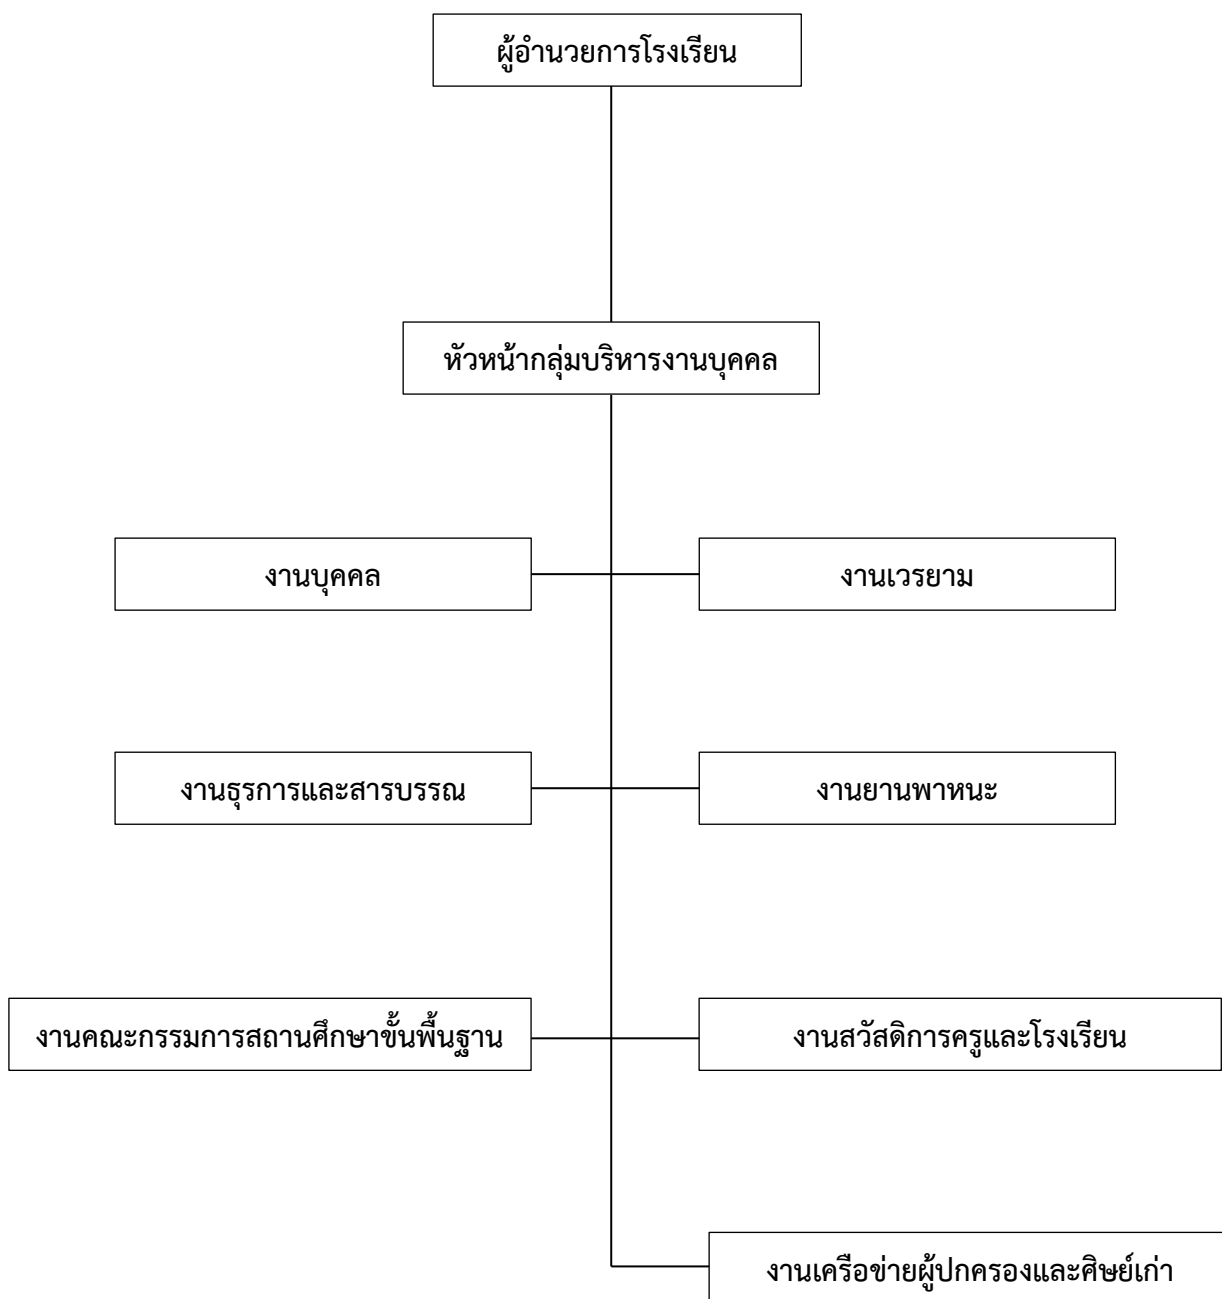 ผู้อำนวยการโรงเรียน
หัวหน้ากลุ่มบริหารงานบุคคล
งานบุคคล
งานเวรยาม
งานธุรการและสารบรรณ
งานยานพาหนะ
งานคณะกรรมการสถานศึกษาขั้นพื้นฐาน
งานสวัสดิการครูและโรงเรียน
งานเครือข่ายผู้ปกครองและศิษย์เก่า